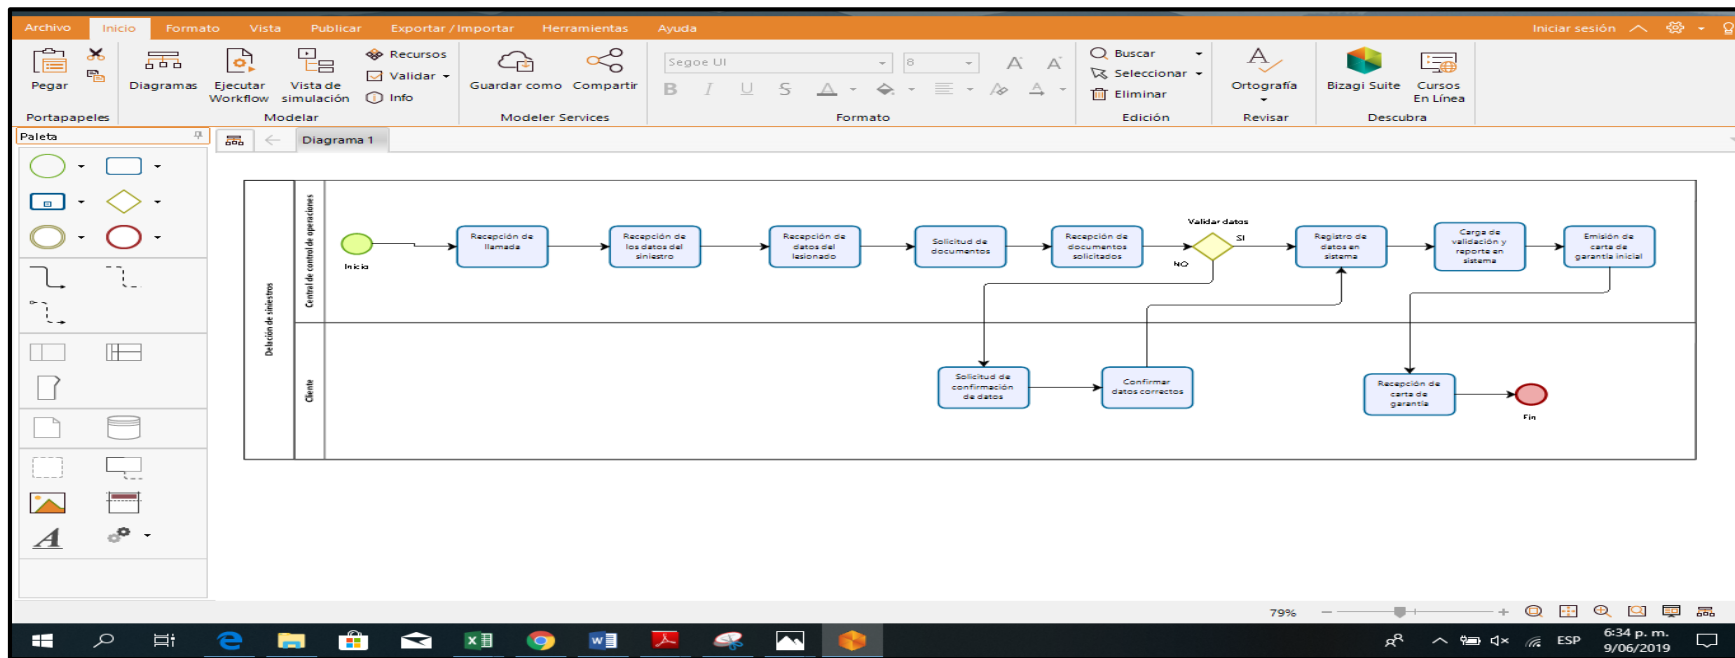 Archivo Inicio Formato Vista Publicar Exportar / Importar Herramientas Ayuda Iniciar sesión
Pegar
Portapapeles
Diagramas
Ejecutar
Workflow
Vista de
simulación
Recursos
Validar
Info
Modelar
Guardar como Compartir
Modeler Services
Segoe UI 8
B I U S A A A A
Formato
Buscar
Seleccionar
Eliminar
Edición
Ortografía
Revisar
Bizagi Suite
Cursos
En Línea
Descubra
Paleta
Diagrama 1
Delación de siniestros
Central de control de operaciones
Inicio
Recepción de
llamada
Recepción de
los datos del
siniestro
Recepción de
datos del
lesionado
Solicitud de
documentos
Recepción de
documentos
solicitados
Validar datos
SI
NO
Registro de
datos en
sistema
Carga de
validación y
reporte en
sistema
Emisión de
carta de
garantía inicial
Cliente
Solicitud de
confirmación
de datos
Confirmar
datos correctos
Recepción de
carta de
garantía
Fin
A
79%
ESP
6:34 p. m.
9/06/2019